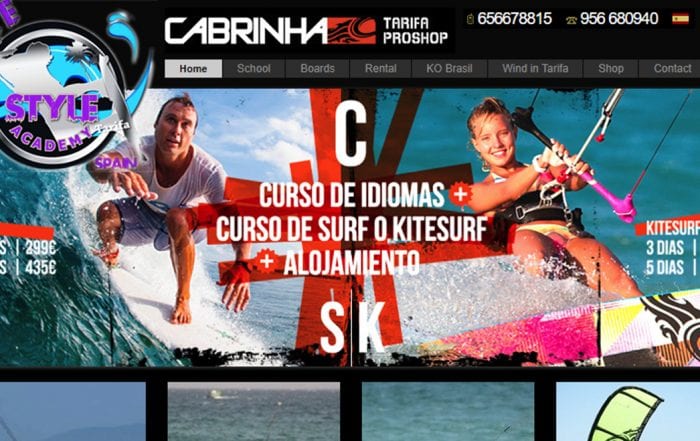 CABRINHA TARIFA
PROSHOP
656678815 956 680940
Home School Boards Rental KO Brasil Wind in Tarifa Shop Contact
STYLE
ACADEMY
Tarifa
SPAIN
C
CURSO DE IDIOMAS +
CURSO DE SURF O KITESURF
+ ALOJAMIENTO
S K
S | 299€
S | 435€
KITESURF
3 DIAS |
5 DIAS |